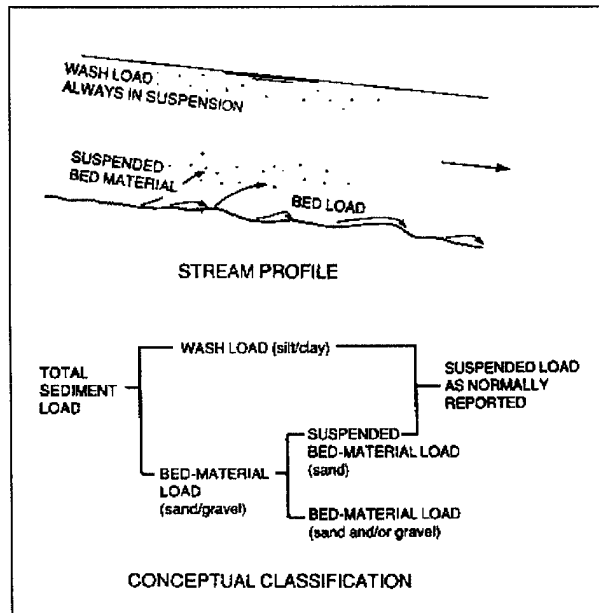 WASH LOAD
ALWAYS IN SUSPENSION
SUSPENDED
BED MATERIAL
BED LOAD
STREAM PROFILE
WASH LOAD (silt/clay)
TOTAL
SEDIMENT
LOAD
SUSPENDED LOAD
AS NORMALLY
REPORTED
SUSPENDED
BED-MATERIAL LOAD
(sand)
BED-MATERIAL
LOAD
(sand/gravel)
BED-MATERIAL LOAD
(sand and/or gravel)
CONCEPTUAL CLASSIFICATION